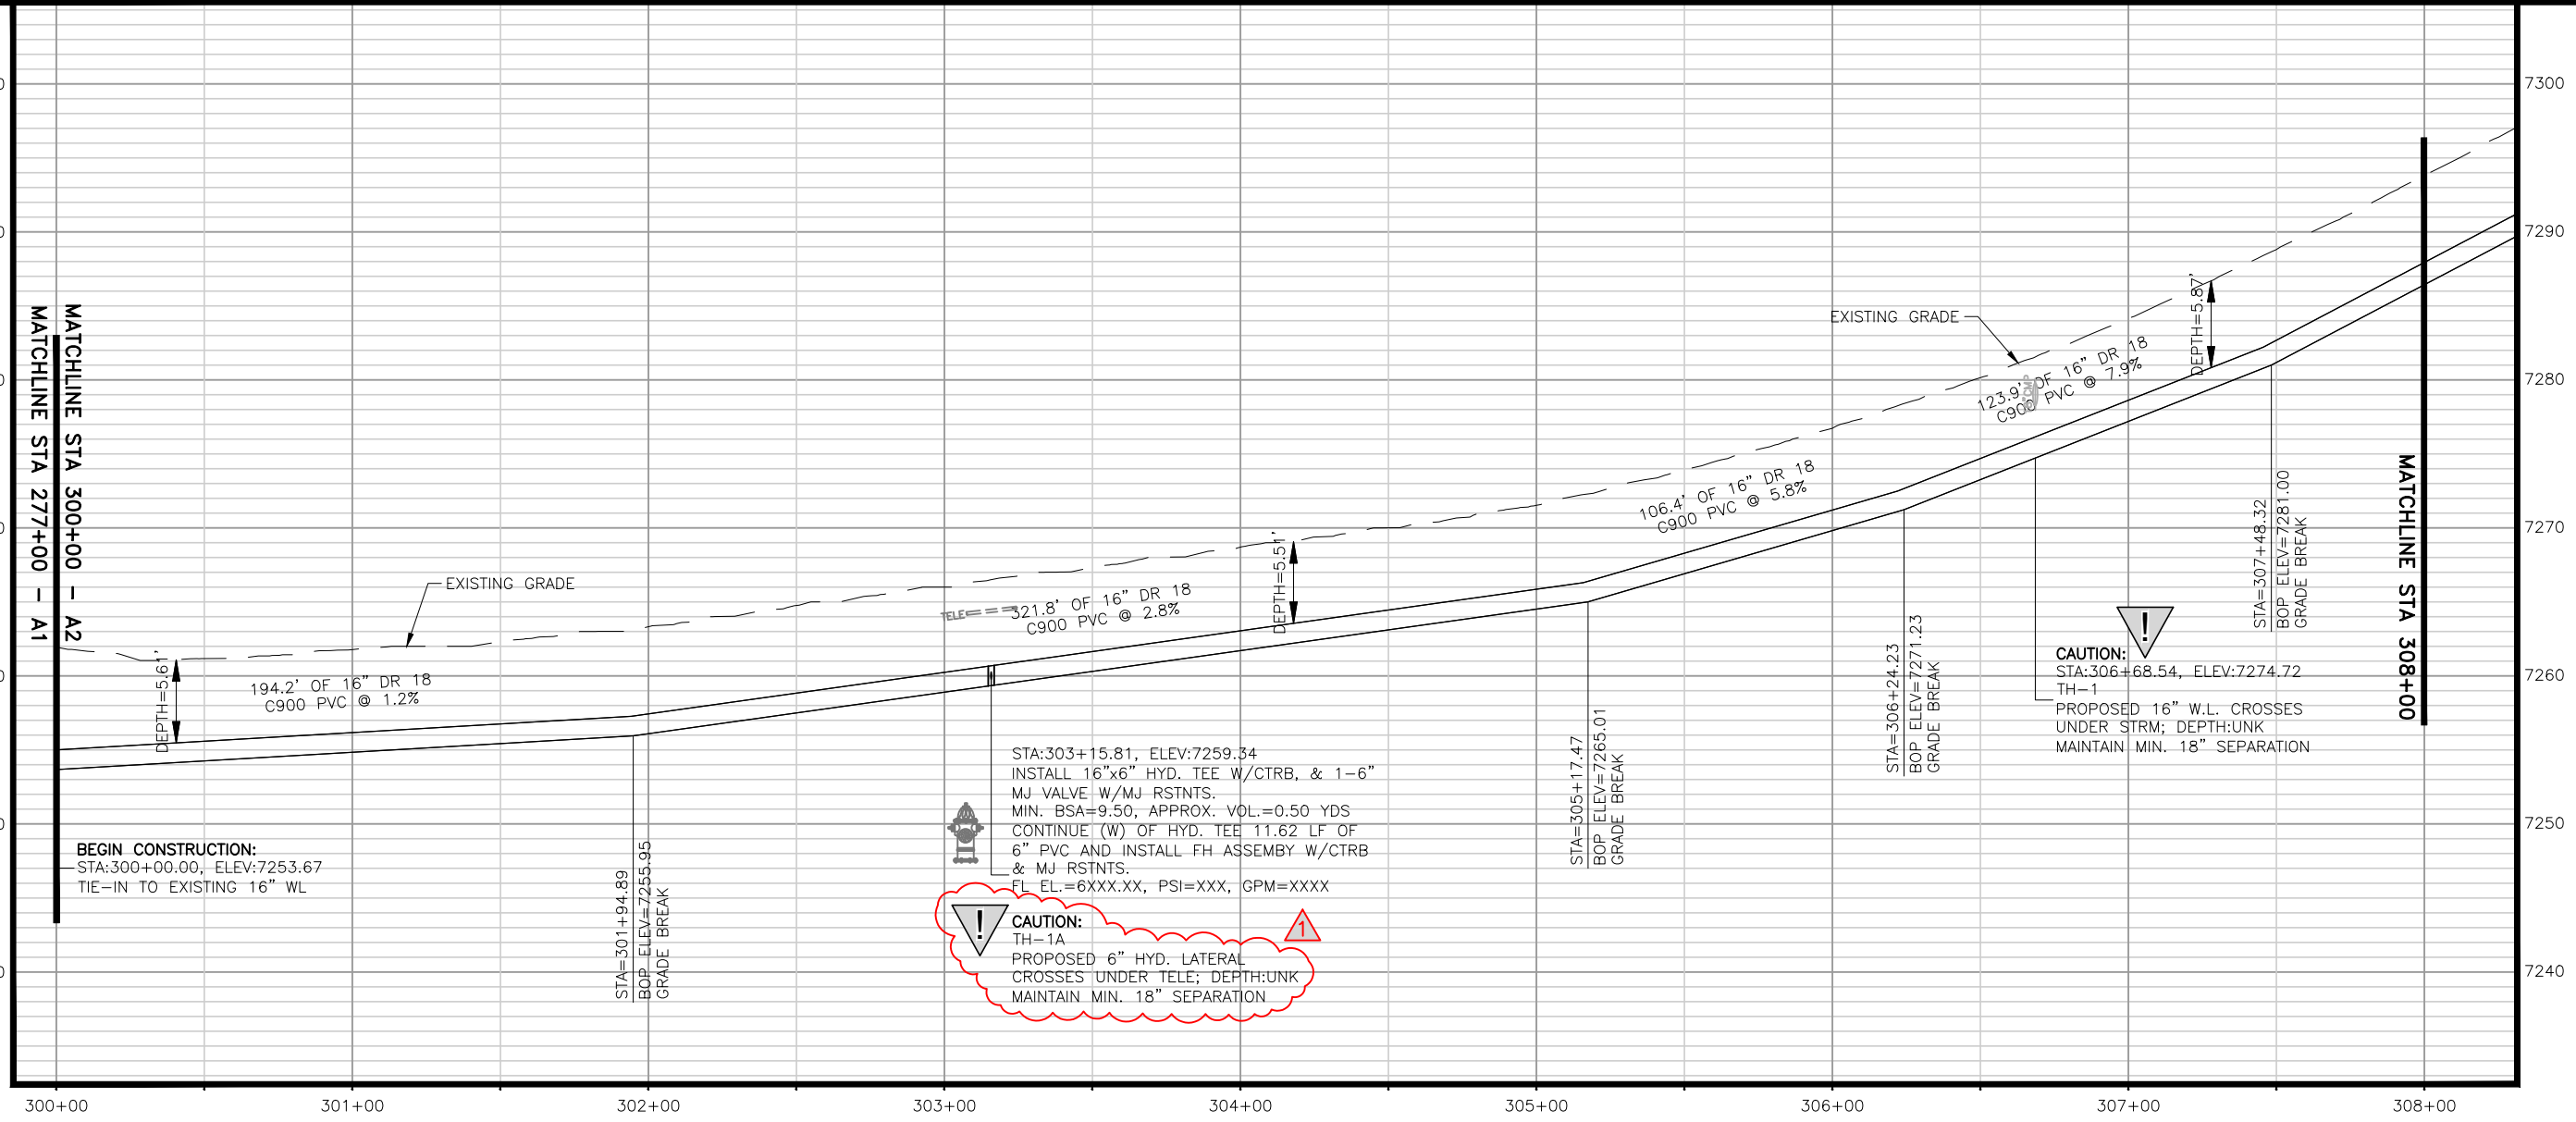 7300
7290
7280
7270
7260
7250
7240
MATCHLINE STA 277+00 - A1
MATCHLINE STA 300+00 - A2
DEPTH=5.61'
EXISTING GRADE
194.2' OF 16" DR 18
C900 PVC @ 1.2%
BEGIN CONSTRUCTION:
STA:300+00.00, ELEV:7253.67
TIE-IN TO EXISTING 16" WL
STA=301+94.89
BOP ELEV=7255.95
GRADE BREAK
TELE
321.8' OF 16" DR 18
C900 PVC @ 2.8%
DEPTH=5.51'
STA:303+15.81, ELEV:7259.34
INSTALL 16"x6" HYD. TEE W/CTRB, & 1-6"
MJ VALVE W/MJ RSTNTS.
MIN. BSA=9.50, APPROX. VOL.=0.50 YDS
CONTINUE (W) OF HYD. TEE 11.62 LF OF
6" PVC AND INSTALL FH ASSEMBY W/CTRB
& MJ RSTNTS.
FL EL.=6XXX.XX, PSI=XXX, GPM=XXXX
!
CAUTION:
TH-1A
PROPOSED 6" HYD. LATERAL
CROSSES UNDER TELE; DEPTH:UNK
MAINTAIN MIN. 18" SEPARATION
1
STA=305+17.47
BOP ELEV=7265.01
GRADE BREAK
106.4' OF 16" DR 18
C900 PVC @ 5.8%
EXISTING GRADE
STA=306+24.23
BOP ELEV=7271.23
GRADE BREAK
123.9' OF 16" DR 18
C900 PVC @ 7.9%
DEPTH=5.87'
!
CAUTION:
STA:306+68.54, ELEV:7274.72
TH-1
PROPOSED 16" W.L. CROSSES
UNDER STRM; DEPTH:UNK
MAINTAIN MIN. 18" SEPARATION
STA=307+48.32
BOP ELEV=7281.00
GRADE BREAK
MATCHLINE STA 308+00
300+00
301+00
302+00
303+00
304+00
305+00
306+00
307+00
308+00